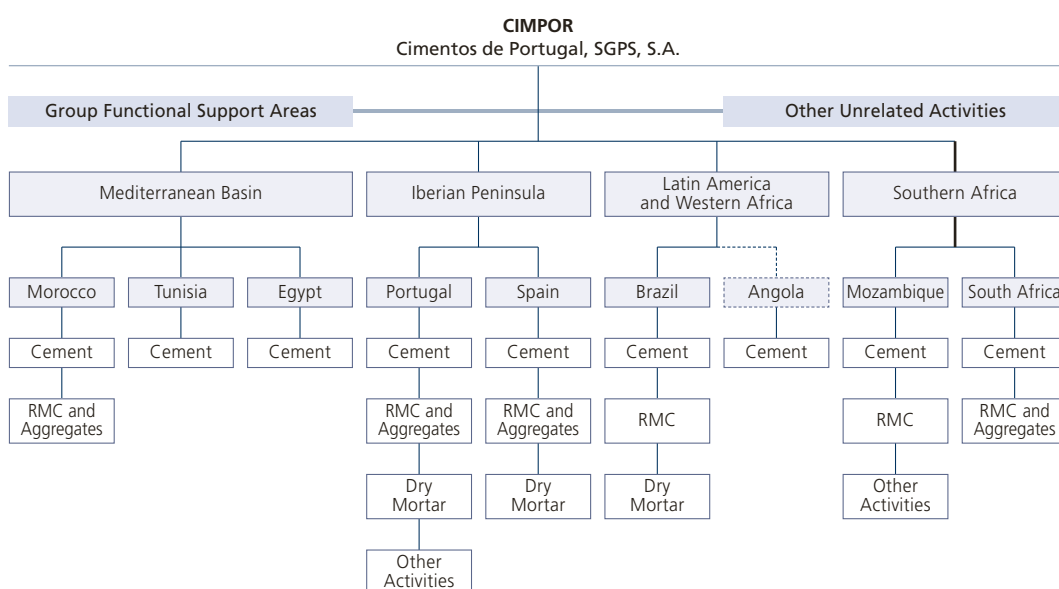 CIMPOR
Cimentos de Portugal, SGPS, S.A.
Group Functional Support Areas
Other Unrelated Activities
Mediterranean Basin
Iberian Peninsula
Latin America
and Western Africa
Southern Africa
Morocco
Tunisia
Egypt
Portugal
Spain
Brazil
Angola
Mozambique
South Africa
Cement
Cement
Cement
Cement
Cement
Cement
Cement
Cement
Cement
RMC and
Aggregates
RMC and
Aggregates
RMC and
Aggregates
RMC
RMC
RMC and
Aggregates
Dry
Mortar
Dry
Mortar
Dry
Mortar
Other
Activities
Other
Activities